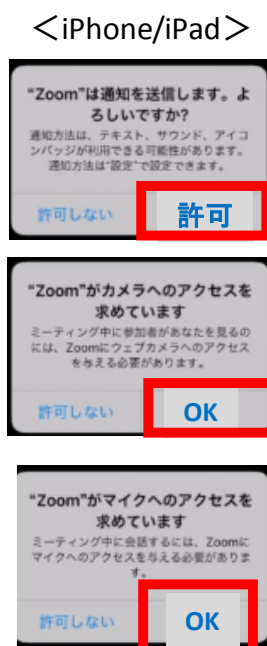 ＜iPhone/iPad＞
“Zoom”は通知を送信します。よ
ろしいですか?
通知方法は、テキスト、サウンド、アイコ
ンバッジが利用できる可能性があります。
通知方法は“設定”で設定できます。
許可しない
許可
“Zoom”がカメラへのアクセスを
求めています
ミーティング中に参加者があなたを見るの
には、Zoomにウェブカメラへのアクセス
を与える必要があります。
許可しない
OK
“Zoom”がマイクへのアクセスを
求めています
ミーティング中に会話するには、Zoomに
マイクへのアクセスを与える必要がありま
す。
許可しない
OK